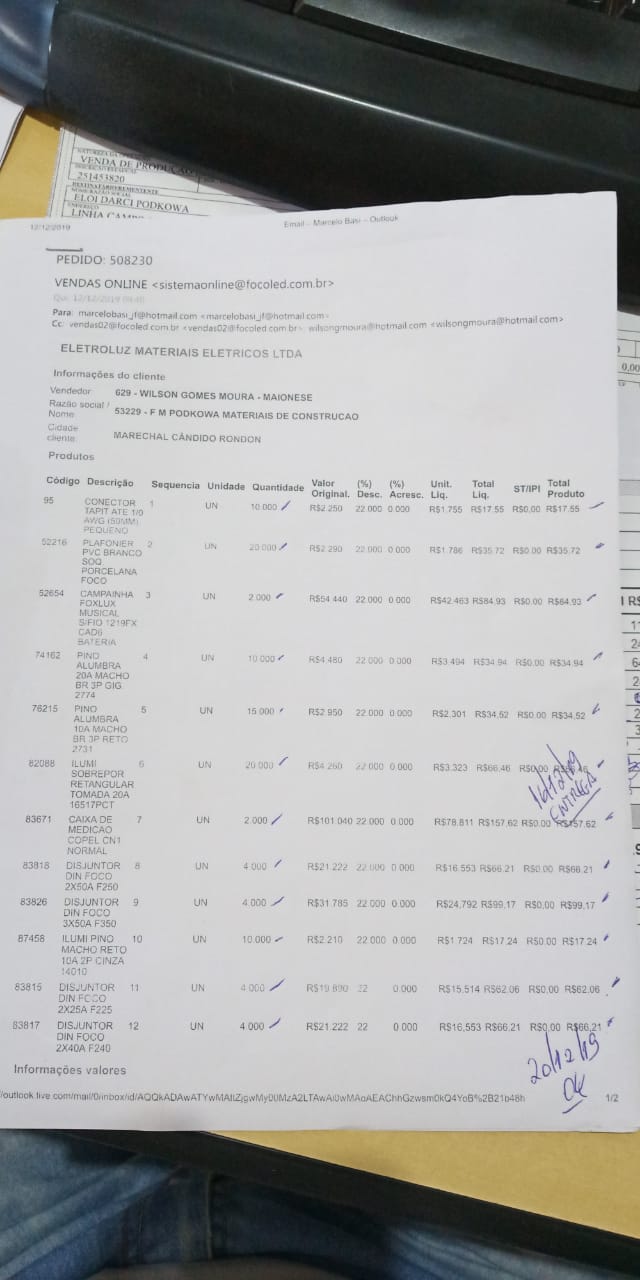 VENDA DE PRODUÇÃO
251453820
ELOI DARCI PODKOWA
LINHA
12/12/2019 Email – Marcelo Basi – Outlook
PEDIDO: 508230
VENDAS ONLINE <sistemaonline@focoled.com.br>
Qui, 12/12/2019
Para: marcelobasi_jf@hotmail.com <marcelobasi_jf@hotmail.com>
Cc: vendas02@focoled.com.br <vendas02@focoled.com.br>; wilsongmoura@hotmail.com <wilsongmoura@hotmail.com>
ELETROLUZ MATERIAIS ELETRICOS LTDA
Informações do cliente
Vendedor: 629 - WILSON GOMES MOURA - MAIONESE
Razão social /
Nome: 53229 - F M PODKOWA MATERIAIS DE CONSTRUCAO
Cidade
cliente: MARECHAL CÂNDIDO RONDON
Produtos
Código Descrição Sequencia Unidade Quantidade Valor Original. (%) Desc. (%) Acresc. Unit. Liq. Total Liq. ST/IPI Total Produto
95 CONECTOR 1 UN 10.000 R$2.250 22.000 0.000 R$1.755 R$17.55 R$0.00 R$17.55
TAPIT ATE 1/0
AWG (50MM)
PEQUENO
52216 PLAFONIER 2 UN 20.000 R$2.290 22.000 0.000 R$1.786 R$35.72 R$0.00 R$35.72
PVC BRANCO
SOQ
PORCELANA
FOCO
52654 CAMPAINHA 3 UN 2.000 R$54.440 22.000 0.000 R$42.463 R$84.93 R$0.00 R$84.93
FOXLUX
MUSICAL
S/FIO 1219FX
CAD6
BATERIA
74162 PINO 4 UN 10.000 R$4.480 22.000 0.000 R$3.494 R$34.94 R$0.00 R$34.94
ALUMBRA
20A MACHO
BR 3P GIG
2774
76215 PINO 5 UN 15.000 R$2.950 22.000 0.000 R$2,301 R$34,52 R$0,00 R$34,52
ALUMBRA
10A MACHO
BR 3P RETO
2731
82088 ILUMI 6 UN 20.000 R$4.260 22.000 0.000 R$3.323 R$66.46 R$0.00 R$66.46
SOBREPOR
RETANGULAR
TOMADA 20A
16517PCT
16/12/19
ENTREGA
83671 CAIXA DE 7 UN 2.000 R$101.040 22.000 0.000 R$78.811 R$157.62 R$0.00 R$157.62
MEDICAO
COPEL CN1
NORMAL
83818 DISJUNTOR 8 UN 4.000 R$21.222 22.000 0.000 R$16.553 R$66.21 R$0.00 R$66.21
DIN FOCO
2X50A F250
83826 DISJUNTOR 9 UN 4.000 R$31.785 22.000 0.000 R$24,792 R$99,17 R$0,00 R$99,17
DIN FOCO
3X50A F350
87458 ILUMI PINO 10 UN 10.000 R$2.210 22.000 0.000 R$1.724 R$17.24 R$0.00 R$17.24
MACHO RETO
10A 2P CINZA
14010
83815 DISJUNTOR 11 UN 4.000 R$19.890 22 0.000 R$15,514 R$62.06 R$0,00 R$62.06
DIN FOCO
2X25A F225
83817 DISJUNTOR 12 UN 4.000 R$21.222 22 0.000 R$16,553 R$66.21 R$0,00 R$66,21
DIN FOCO
2X40A F240
20/12/19
OK
Informações valores
1/2